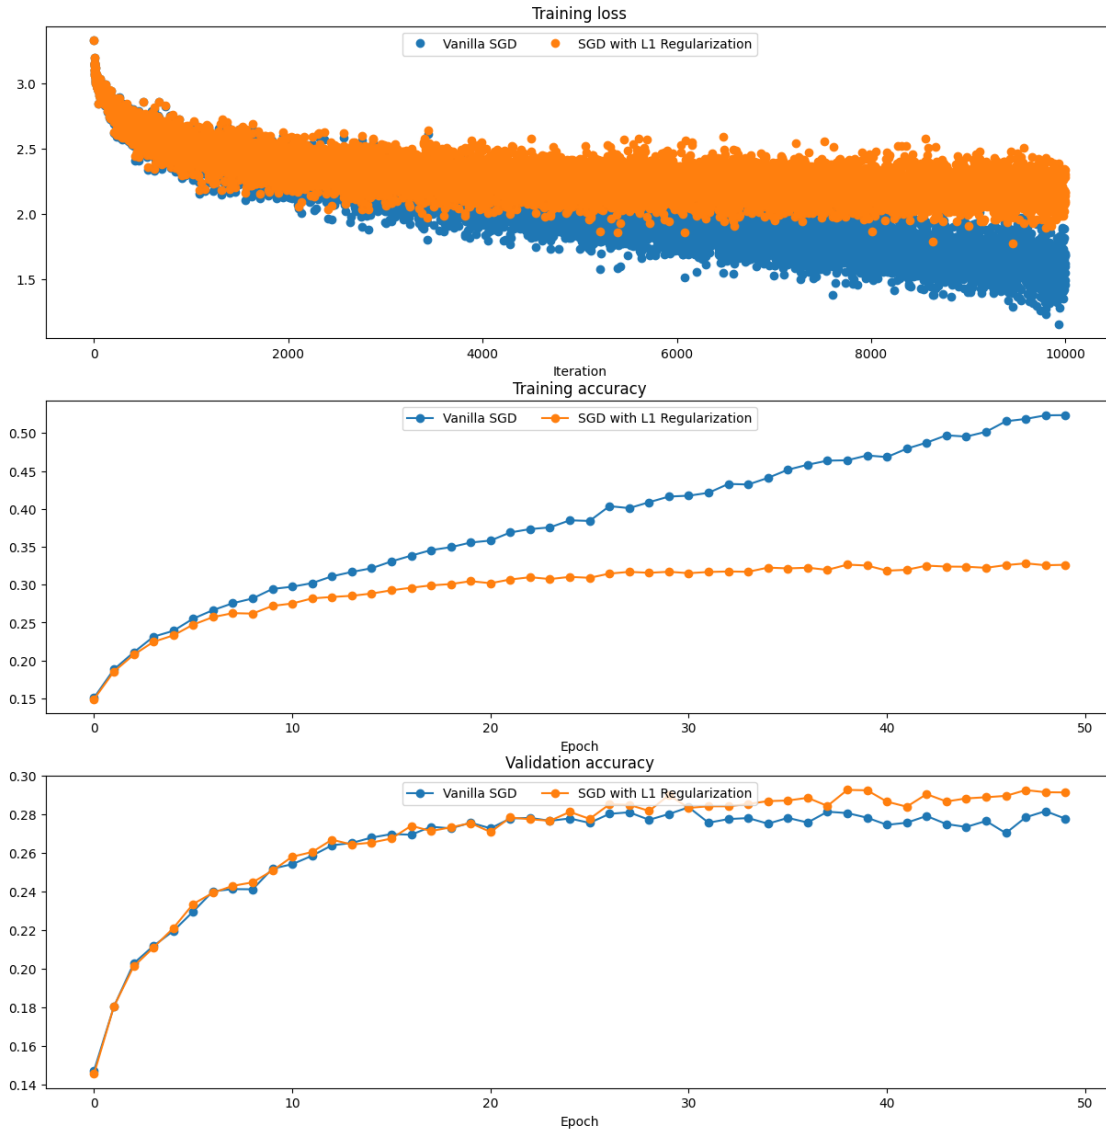 Training loss
Vanilla SGD SGD with L1 Regularization
3.0
2.5
2.0
1.5
0 2000 4000 6000 8000 10000
Iteration
Training accuracy
Vanilla SGD SGD with L1 Regularization
0.50
0.45
0.40
0.35
0.30
0.25
0.20
0.15
0 10 20 30 40 50
Epoch
Validation accuracy
0.30
Vanilla SGD SGD with L1 Regularization
0.28
0.26
0.24
0.22
0.20
0.18
0.16
0.14
0 10 20 30 40 50
Epoch